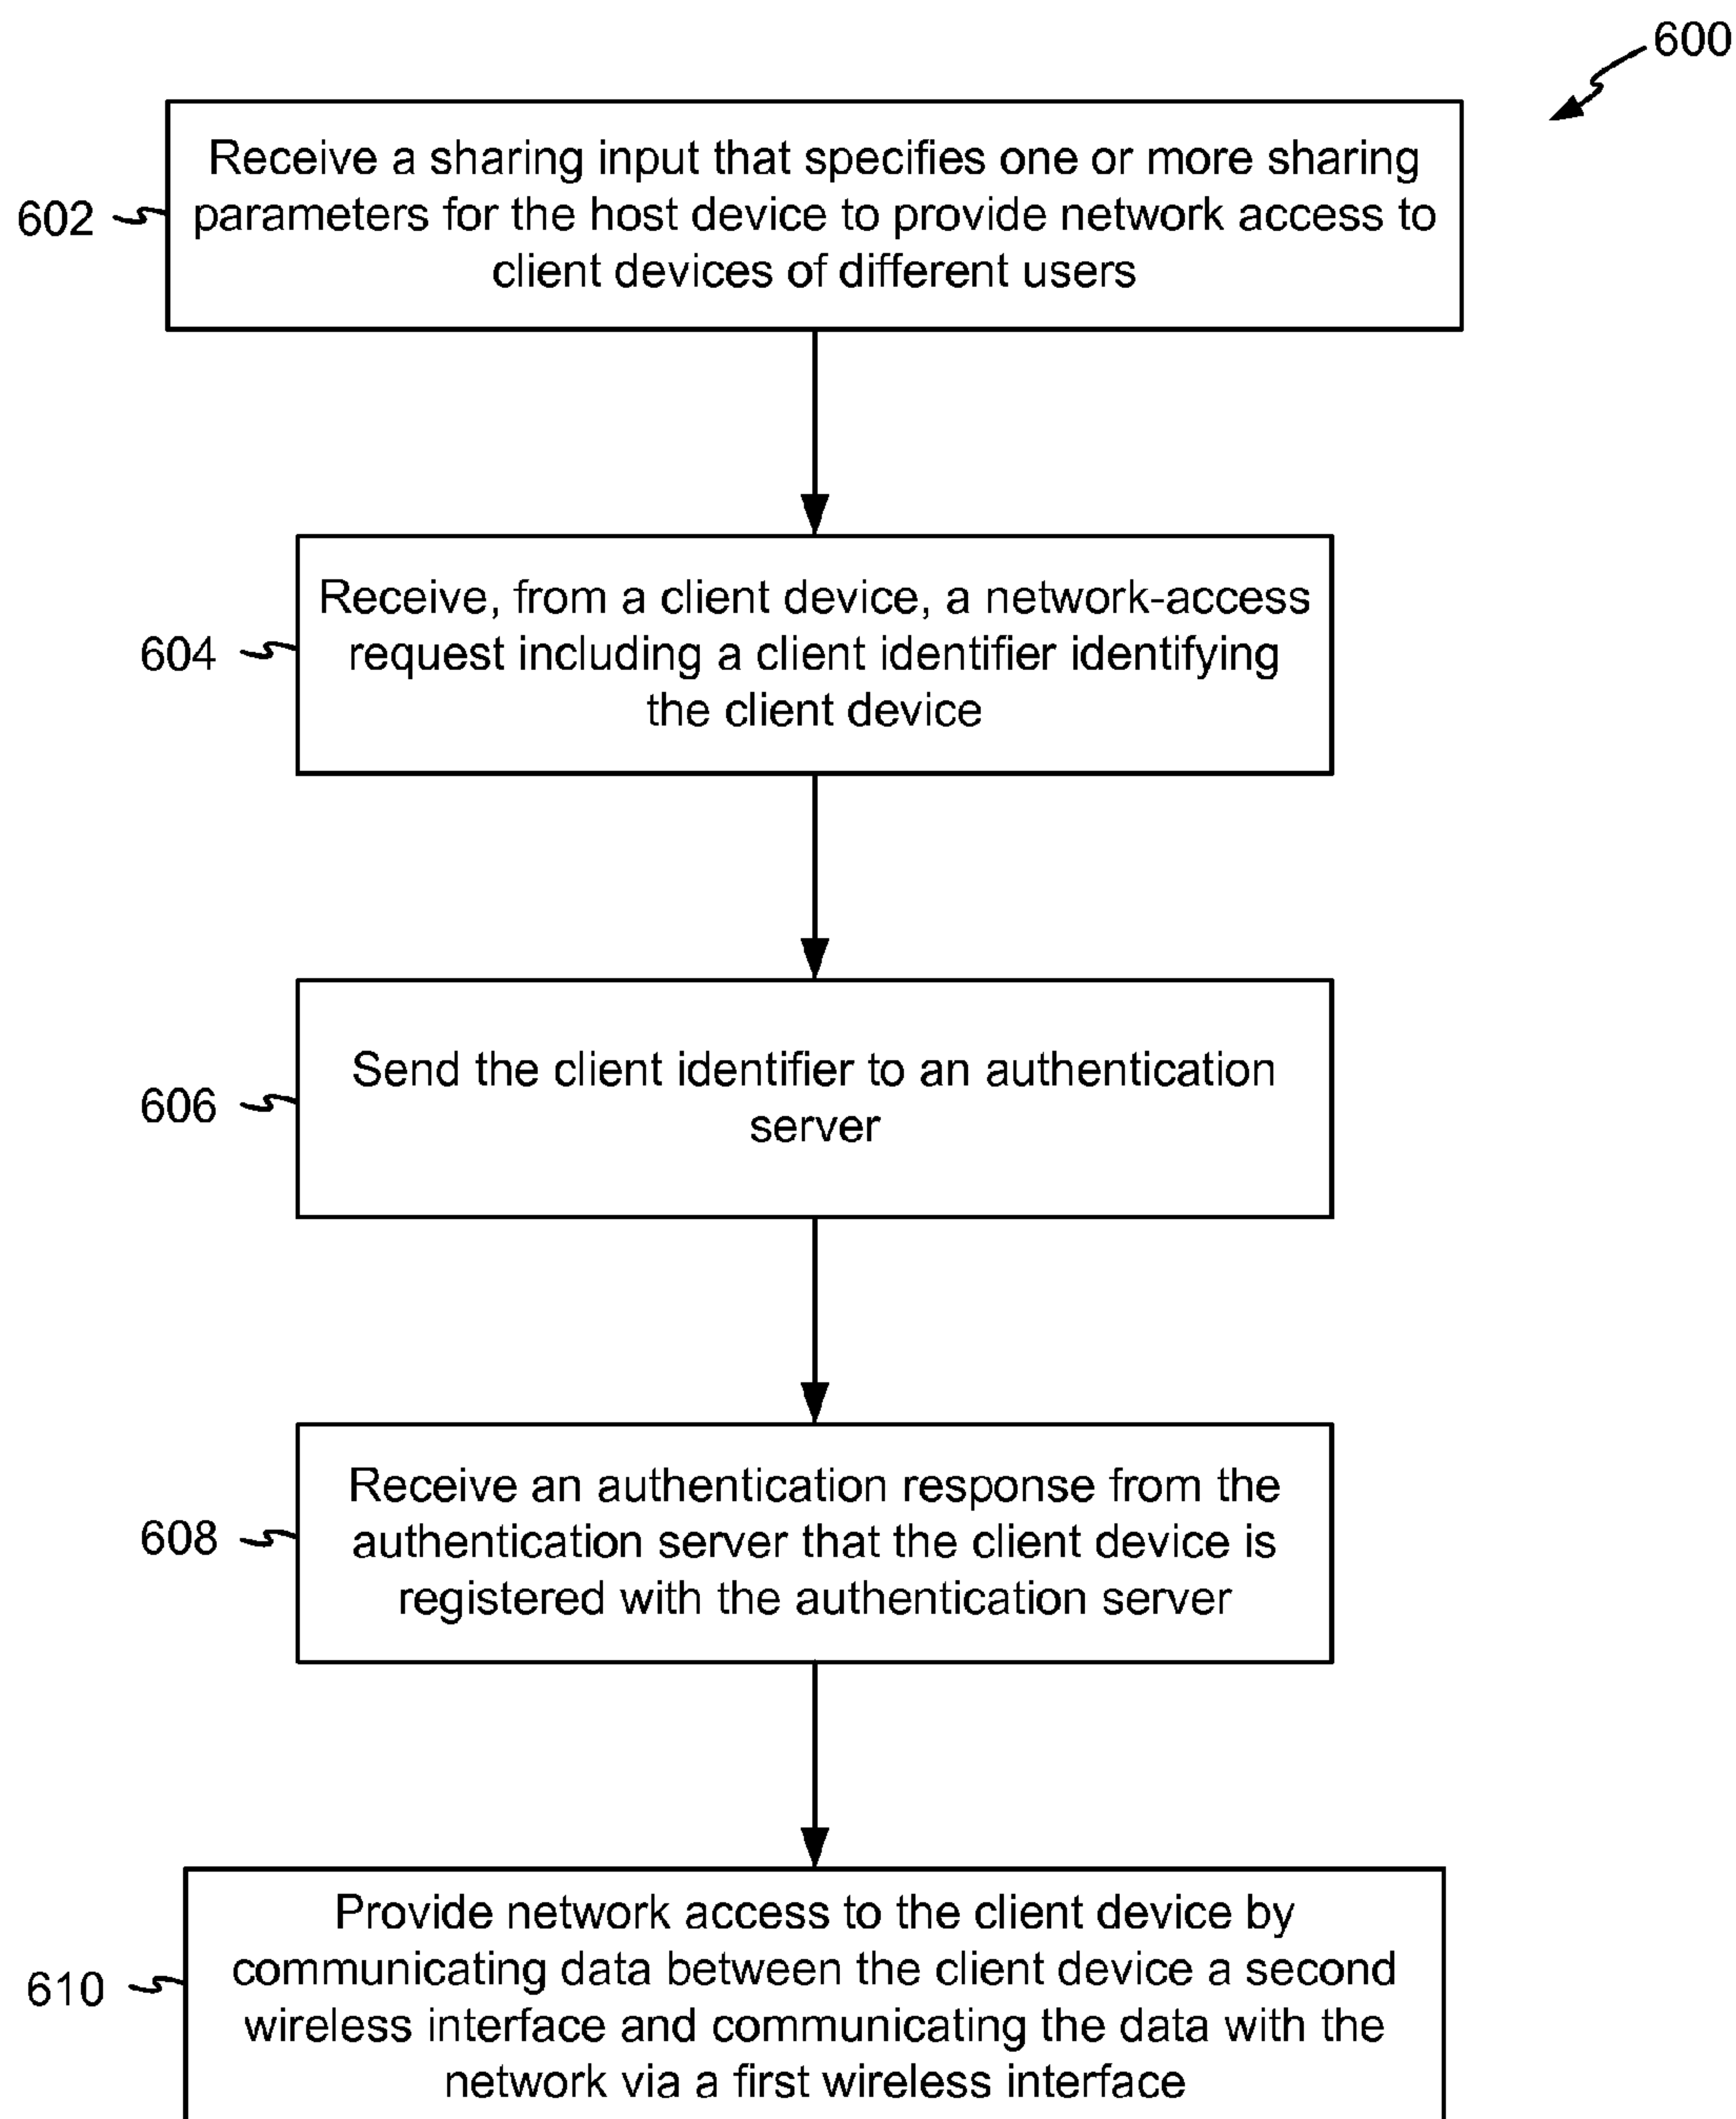 600
Receive a sharing input that specifies one or more sharing
parameters for the host device to provide network access to
client devices of different users
602
Receive, from a client device, a network-access
request including a client identifier identifying
the client device
604
Send the client identifier to an authentication
server
606
Receive an authentication response from the
authentication server that the client device is
registered with the authentication server
608
Provide network access to the client device by
communicating data between the client device a second
wireless interface and communicating the data with the
network via a first wireless interface
610